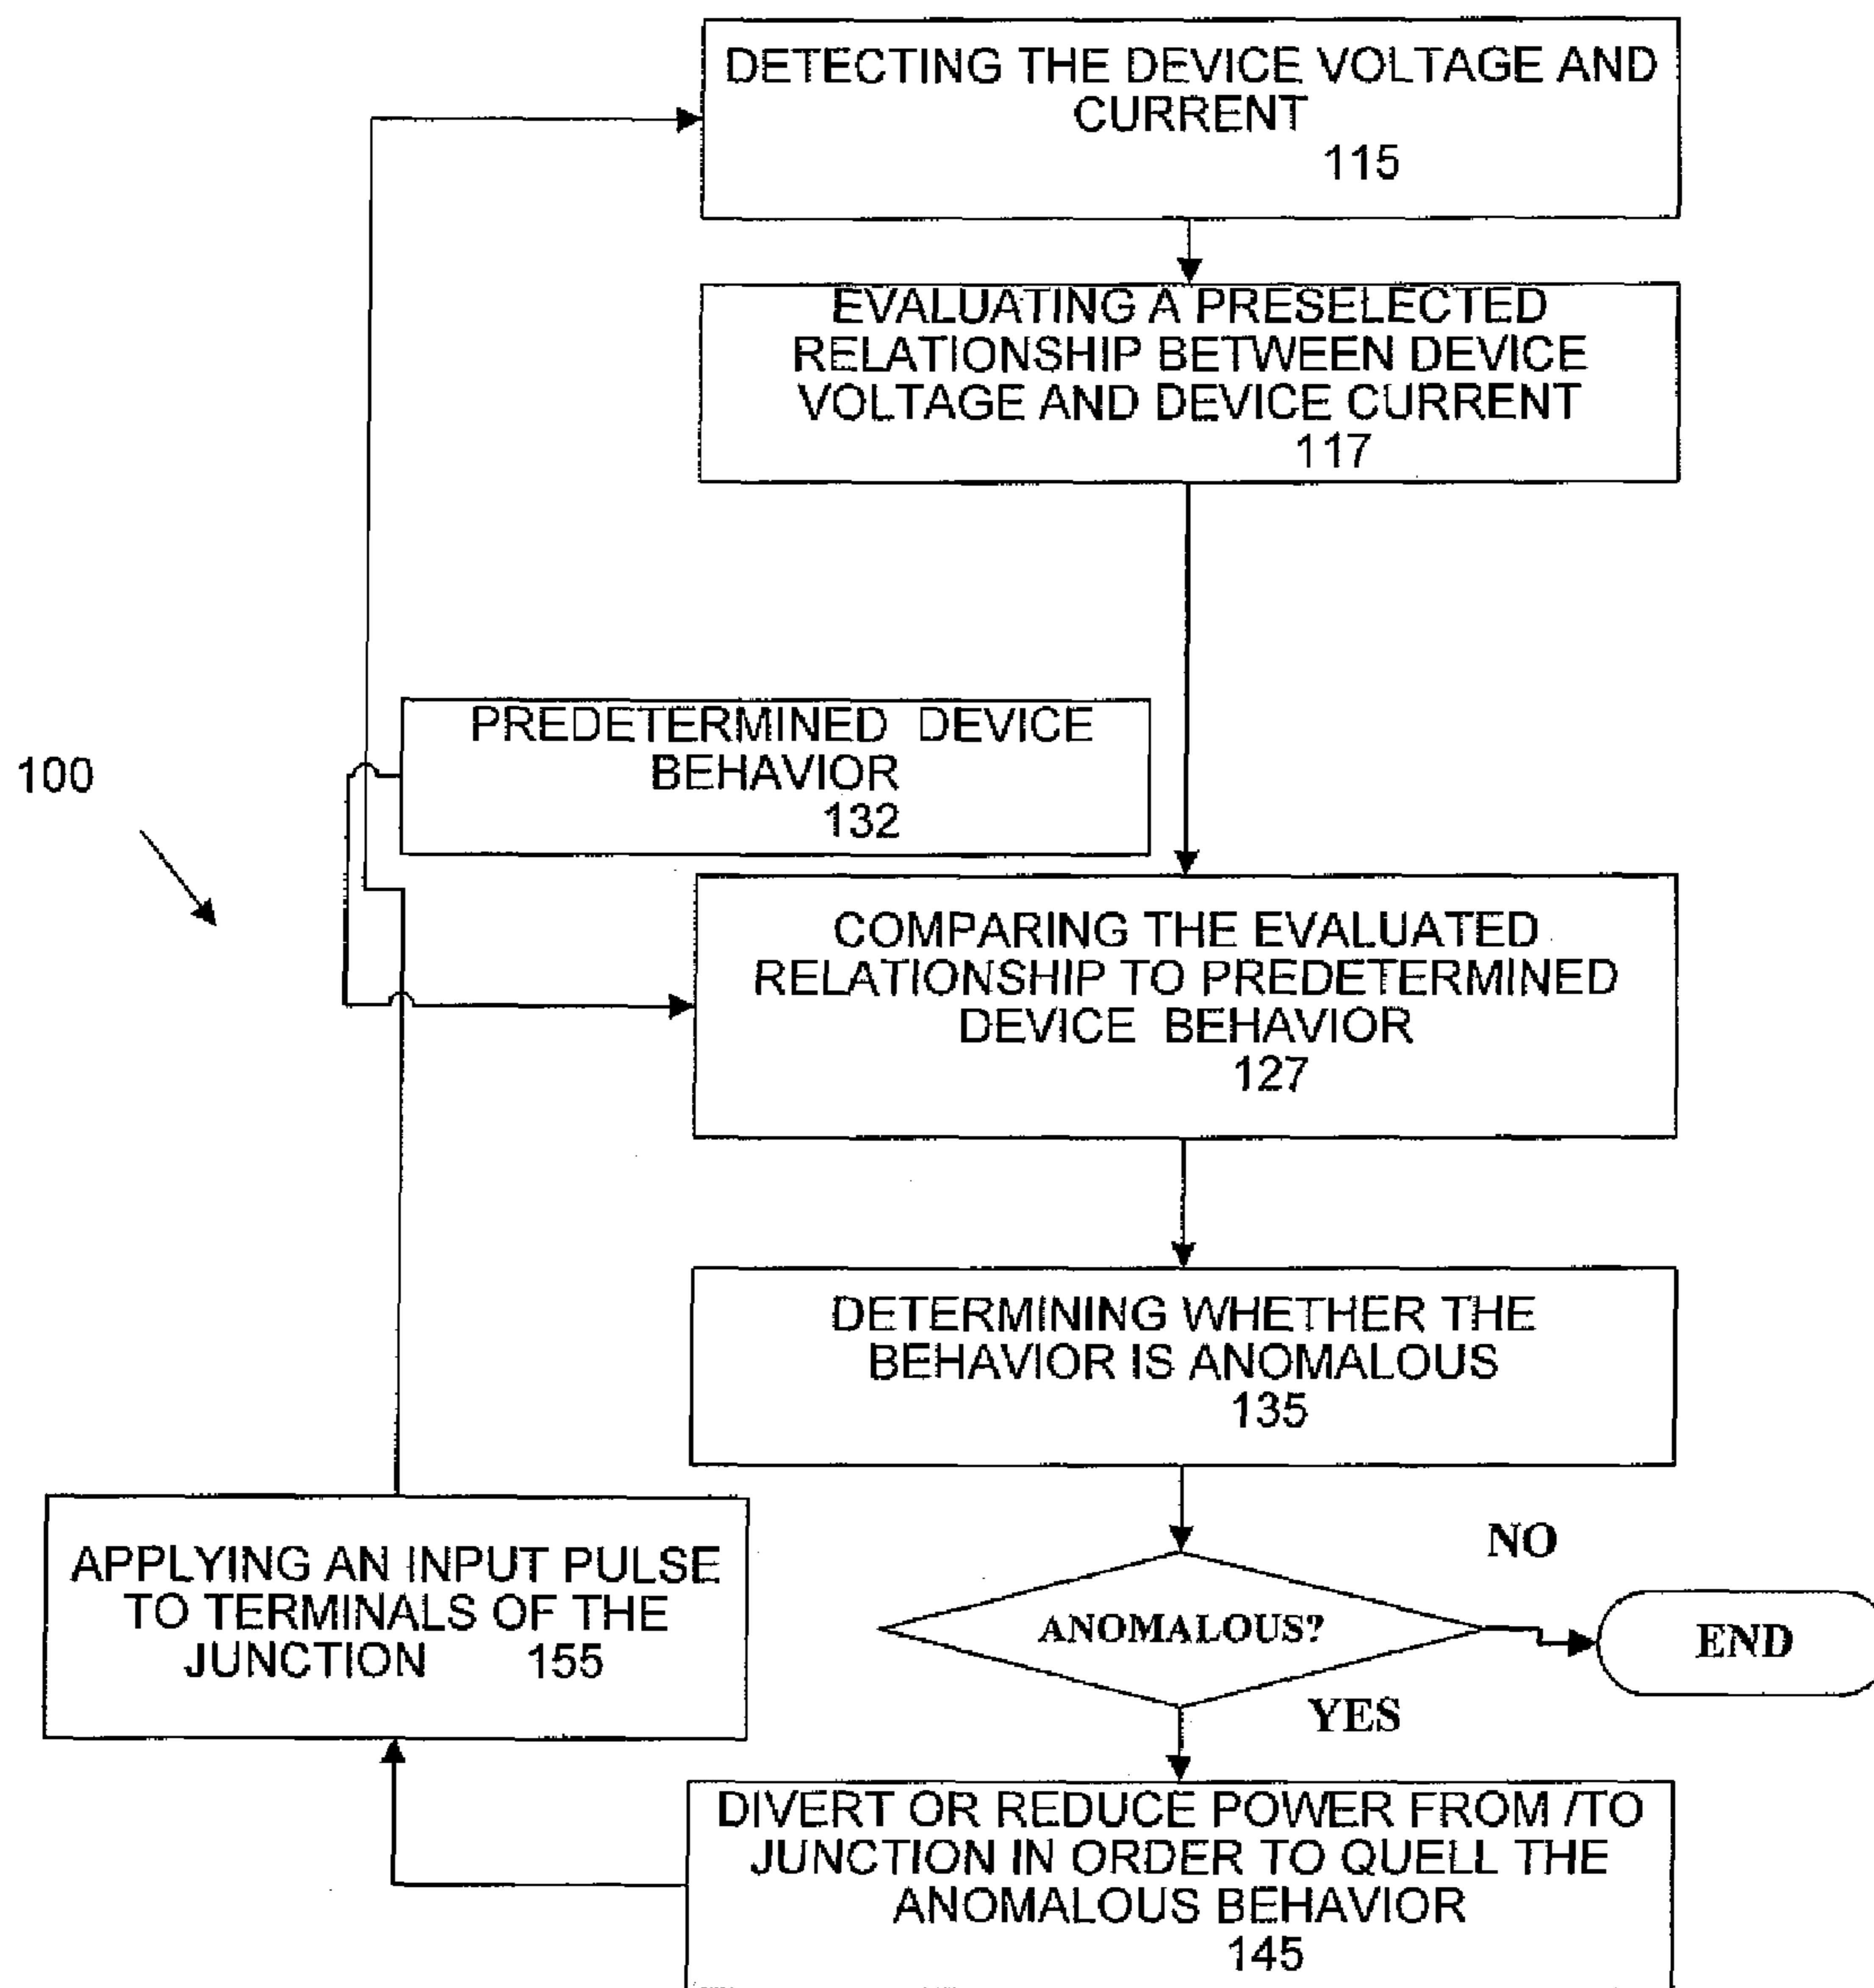 DETECTING THE DEVICE VOLTAGE AND
CURRENT
115
EVALUATING A PRESELECTED
RELATIONSHIP BETWEEN DEVICE
VOLTAGE AND DEVICE CURRENT
117
PREDETERMINED DEVICE
BEHAVIOR
132
100
COMPARING THE EVALUATED
RELATIONSHIP TO PREDETERMINED
DEVICE BEHAVIOR
127
DETERMINING WHETHER THE
BEHAVIOR IS ANOMALOUS
135
APPLYING AN INPUT PULSE
TO TERMINALS OF THE
JUNCTION 155
NO
ANOMALOUS?
END
YES
DIVERT OR REDUCE POWER FROM /TO
JUNCTION IN ORDER TO QUELL THE
ANOMALOUS BEHAVIOR
145